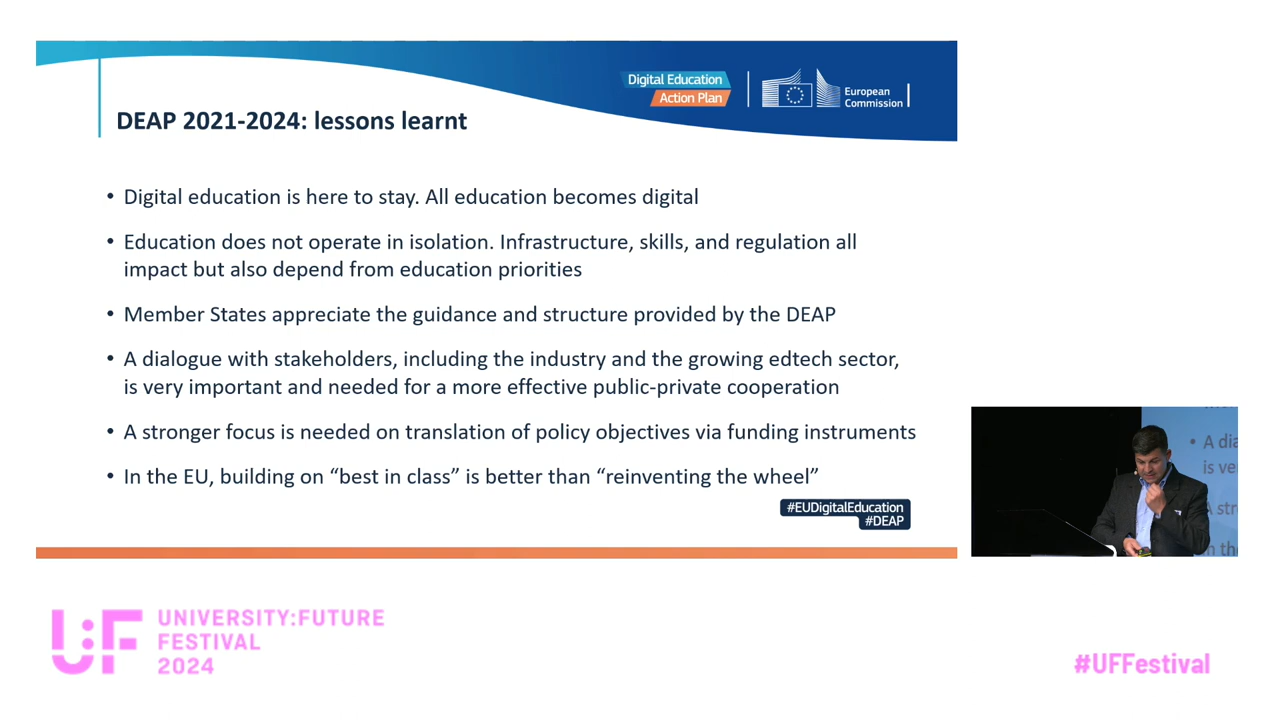 Digital Education
Action Plan
European
Commission
DEAP 2021-2024: lessons learnt
• Digital education is here to stay. All education becomes digital
• Education does not operate in isolation. Infrastructure, skills, and regulation all
impact but also depend from education priorities
• Member States appreciate the guidance and structure provided by the DEAP
• A dialogue with stakeholders, including the industry and the growing edtech sector,
is very important and needed for a more effective public-private cooperation
• A stronger focus is needed on translation of policy objectives via funding instruments
• In the EU, building on “best in class” is better than “reinventing the wheel”
#EUDigitalEducation
#DEAP
• A dia
is ve
A str
n th
U:F
UNIVERSITY:FUTURE
FESTIVAL
2024
#UFFestival